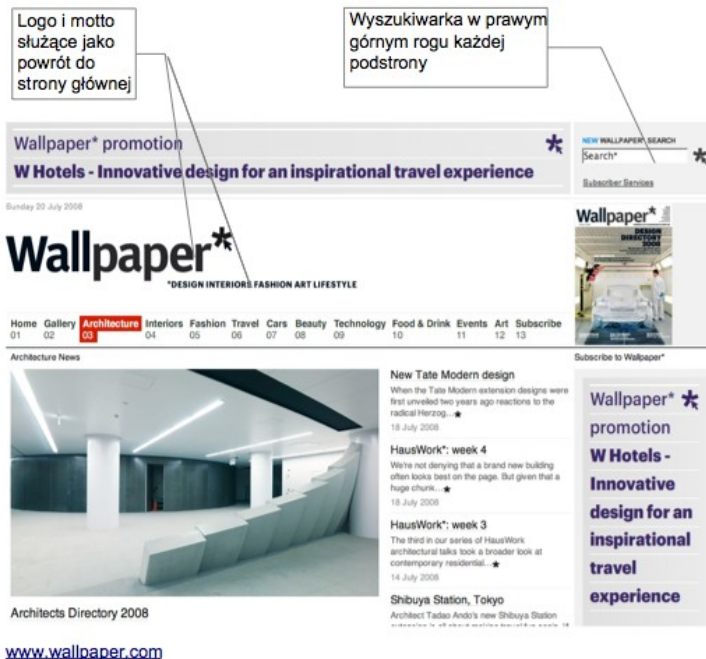 Logo i motto
służące jako
powrót do
strony głównej
Wyszukiwarka w prawym
górnym rogu każdej
podstrony
Wallpaper* promotion
W Hotels - Innovative design for an inspirational travel experience
NEW WALLPAPER* SEARCH
Search*
Subscriber Services
Sunday 20 July 2008
Wallpaper*
*DESIGN INTERIORS FASHION ART LIFESTYLE
Wallpaper*
DESIGN
DIRECTORY
2008
Home Gallery Architecture Interiors Fashion Travel Cars Beauty Technology Food & Drink Events Art Subscribe
01 02 03 04 05 06 07 08 09 10 11 12 13
Architecture News
Subscribe to Wallpaper*
New Tate Modern design
When the Tate Modern extension designs were
first unveiled two years ago reactions to the
radical Herzog...
18 July 2008
HausWork*: week 4
We're not denying that a brand new building
often looks best on the page. But given that a
huge chunk...
18 July 2008
HausWork*: week 3
The third in our series of HausWork
architectural talks took a broader look at
contemporary residential...
14 July 2008
Shibuya Station, Tokyo
Architect Tadao Ando's new Shibuya Station
Wallpaper*
promotion
W Hotels -
Innovative
design for an
inspirational
travel
experience
Architects Directory 2008
www.wallpaper.com